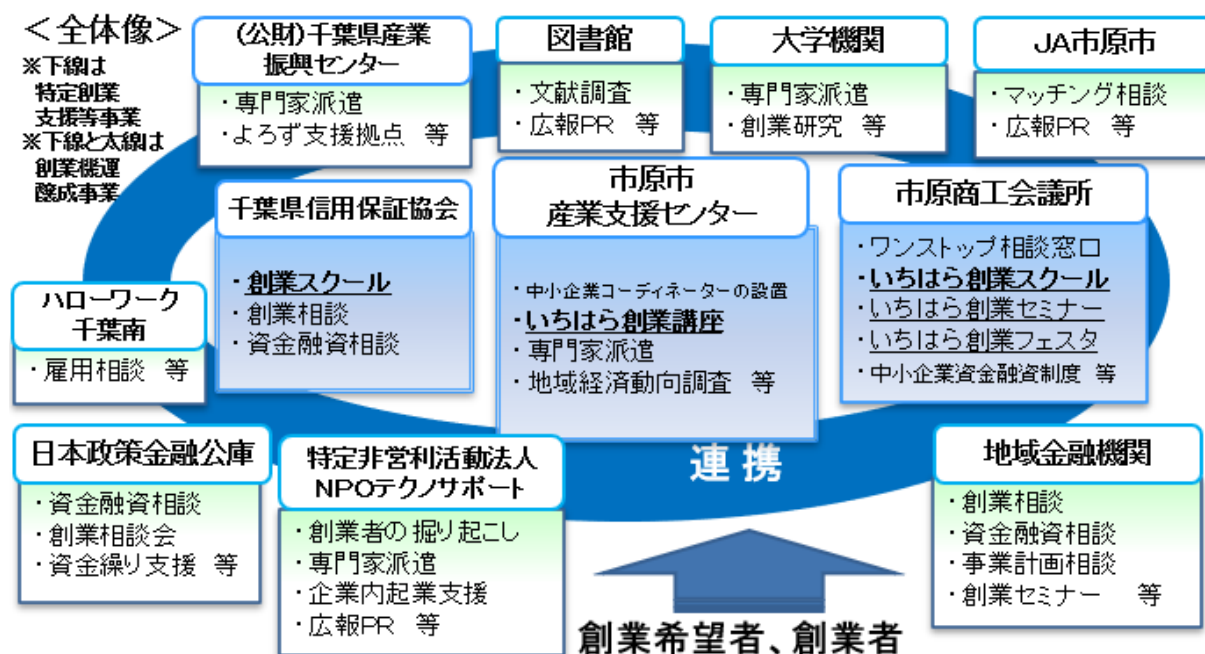 ＜全体像＞
※下線は
特定創業
支援等事業
※下線と太線は
創業機運
醸成事業
(公財)千葉県産業
振興センター
・専門家派遣
・よろず支援拠点　等
図書館
・文献調査
・広報PR　等
大学機関
・専門家派遣
・創業研究　等
JA市原市
・マッチング相談
・広報PR　等
千葉県信用保証協会
・創業スクール
・創業相談
・資金融資相談
市原市
産業支援センター
・中小企業コーディネーターの設置
・いちはら創業講座
・専門家派遣
・地域経済動向調査　等
市原商工会議所
・ワンストップ相談窓口
・いちはら創業スクール
・いちはら創業セミナー
・いちはら創業フェスタ
・中小企業資金融資制度　等
ハローワーク
千葉南
・雇用相談　等
日本政策金融公庫
・資金融資相談
・創業相談会
・資金繰り支援　等
特定非営利活動法人
NPOテクノサポート
・創業者の掘り起こし
・専門家派遣
・企業内起業支援
・広報PR　等
連携
地域金融機関
・創業相談
・資金融資相談
・事業計画相談
・創業セミナー　等
創業希望者、創業者